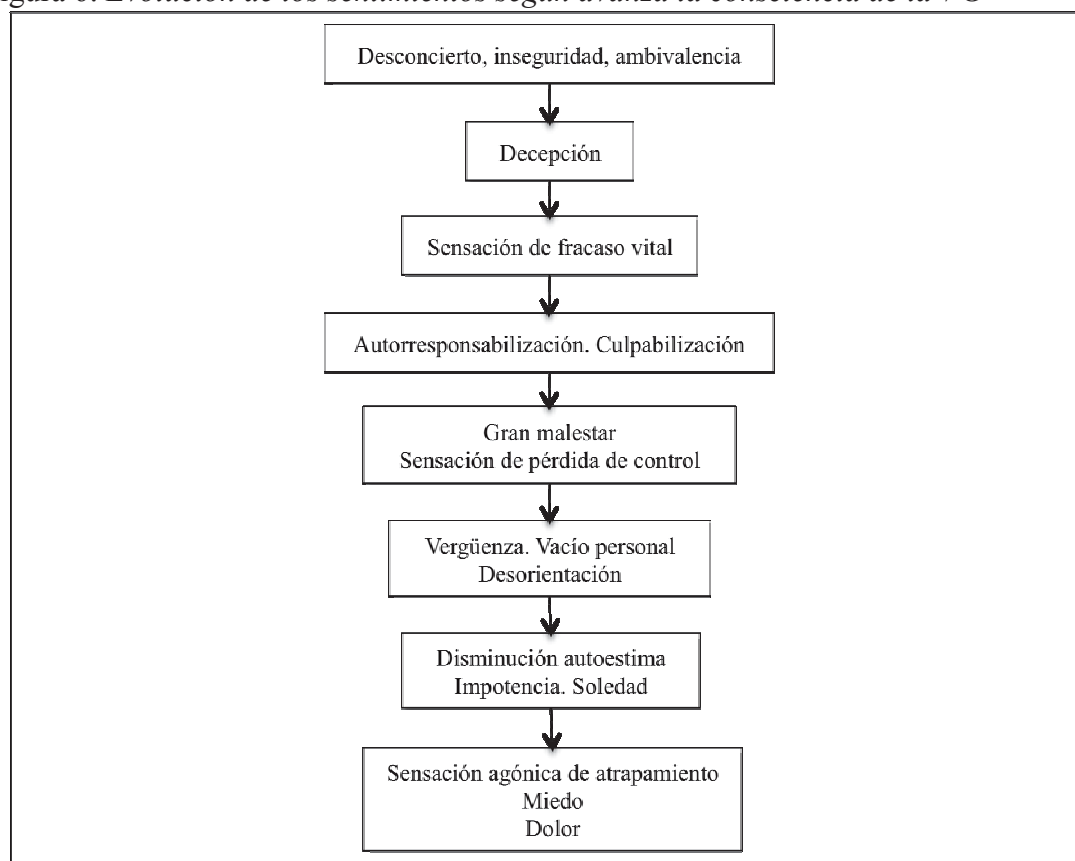 Evolución de los sentimientos según avanza la consciencia de la VG
Desconcierto, inseguridad, ambivalencia
Decepción
Sensación de fracaso vital
Autorresponsabilización. Culpabilización
Gran malestar
Sensación de pérdida de control
Vergüenza. Vacío personal
Desorientación
Disminución autoestima
Impotencia. Soledad
Sensación agónica de atrapamiento
Miedo
Dolor